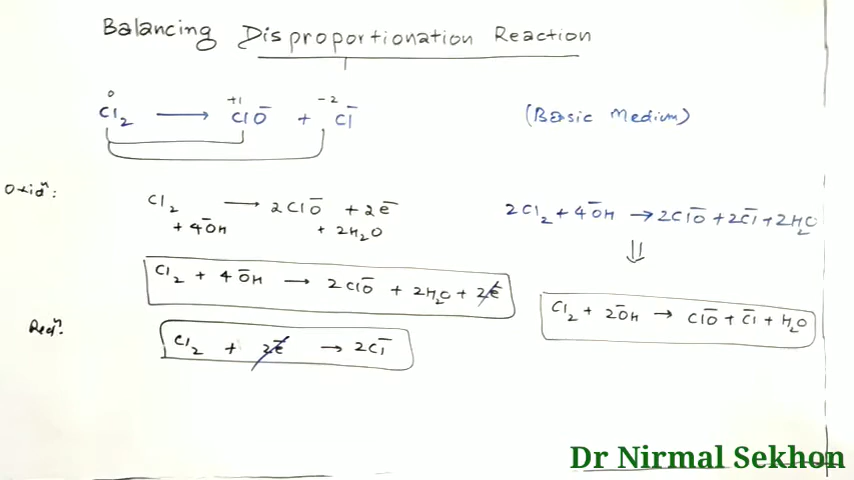 Balancing Disproportionation Reaction
0 +1 -2
Cl₂ ⟶ ClO⁻ + Cl⁻ (Basic Medium)
Oxidⁿ:
Cl₂ ⟶ 2ClO⁻ + 2e⁻
+ 4OH⁻ + 2H₂O
2Cl₂ + 4OH⁻ → 2ClO⁻ + 2Cl⁻ + 2H₂O
⇓
Cl₂ + 4OH⁻ ⟶ 2ClO⁻ + 2H₂O + 2e⁻
Cl₂ + 2OH⁻ → ClO⁻ + Cl⁻ + H₂O
Redⁿ:
Cl₂ + 2e⁻ → 2Cl⁻
Dr Nirmal Sekhon